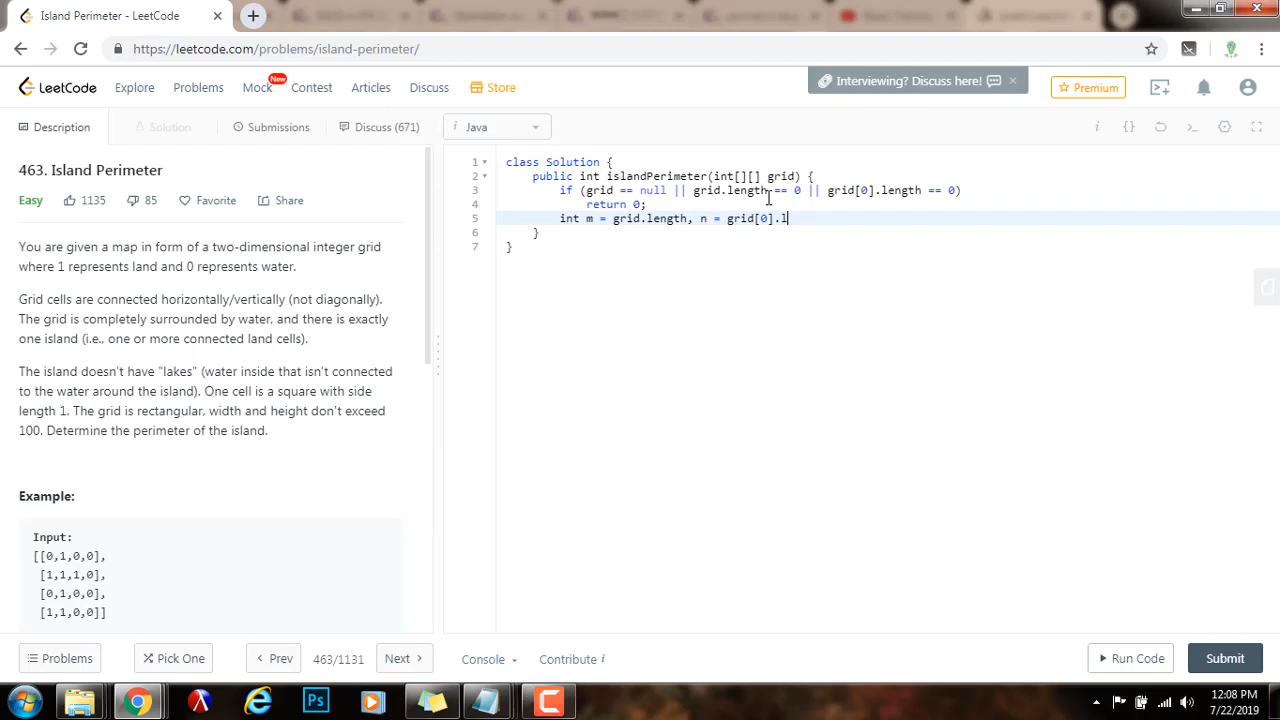 Island Perimeter - LeetCode
https://leetcode.com/problems/island-perimeter/
LeetCode Explore Problems Mock New Contest Articles Discuss Store Interviewing? Discuss here! Premium
Description Solution Submissions Discuss (671) Java
463. Island Perimeter
Easy 1135 85 Favorite Share
You are given a map in form of a two-dimensional integer grid
where 1 represents land and 0 represents water.
Grid cells are connected horizontally/vertically (not diagonally).
The grid is completely surrounded by water, and there is exactly
one island (i.e., one or more connected land cells).
The island doesn't have "lakes" (water inside that isn't connected
to the water around the island). One cell is a square with side
length 1. The grid is rectangular, width and height don't exceed
100. Determine the perimeter of the island.
Example:
Input:
[[0,1,0,0],
[1,1,1,0],
[0,1,0,0],
[1,1,0,0]]
1 class Solution {
2 public int islandPerimeter(int[][] grid) {
3 if (grid == null || grid.length == 0 || grid[0].length == 0)
4 return 0;
5 int m = grid.length, n = grid[0].l
6 }
7 }
Problems Pick One Prev 463/1131 Next Console Contribute i Run Code Submit
12:08 PM
7/22/2019